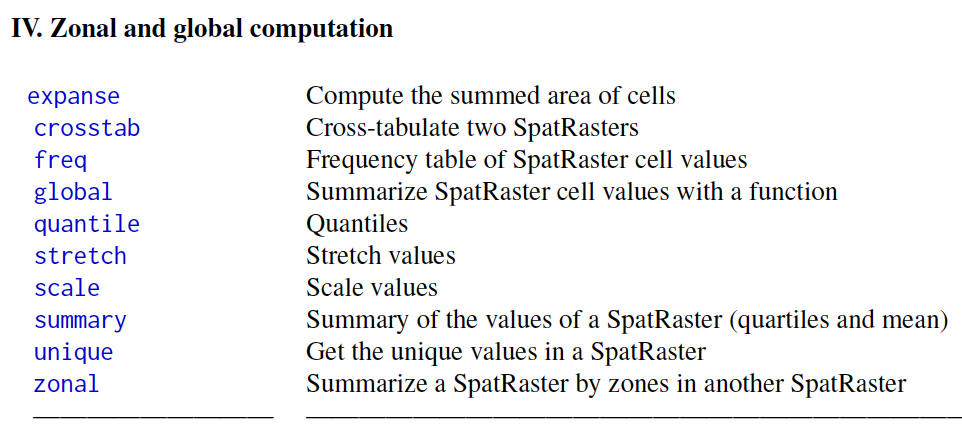 IV. Zonal and global computation
expanse Compute the summed area of cells
crosstab Cross-tabulate two SpatRasters
freq Frequency table of SpatRaster cell values
global Summarize SpatRaster cell values with a function
quantile Quantiles
stretch Stretch values
scale Scale values
summary Summary of the values of a SpatRaster (quartiles and mean)
unique Get the unique values in a SpatRaster
zonal Summarize a SpatRaster by zones in another SpatRaster